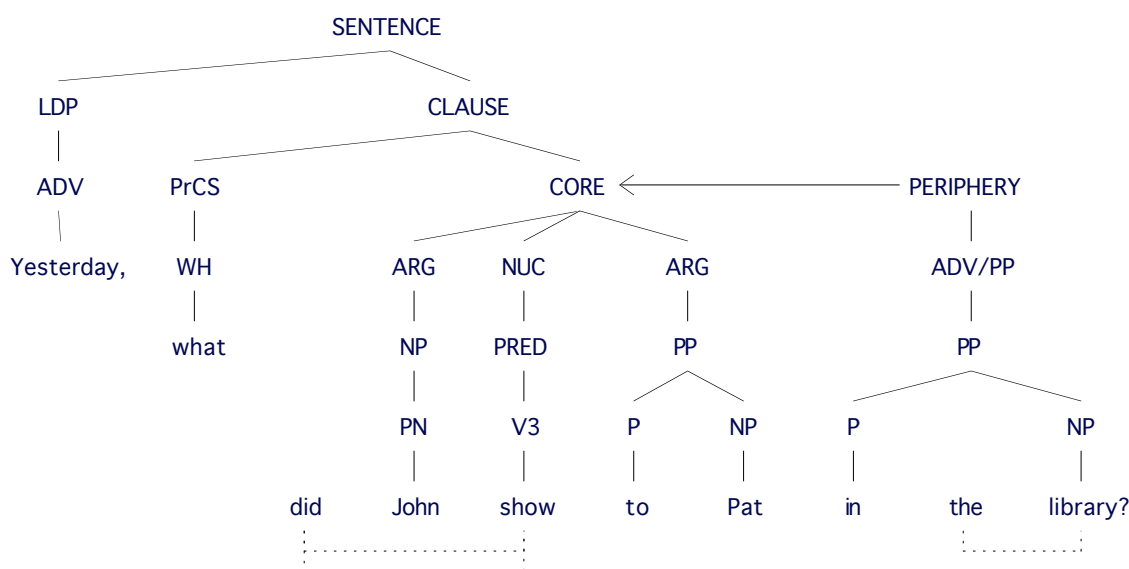 SENTENCE
LDP CLAUSE
ADV PrCS CORE PERIPHERY
Yesterday, WH ARG NUC ARG ADV/PP
what NP PRED PP PP
PN V3 P NP P NP
did John show to Pat in the library?